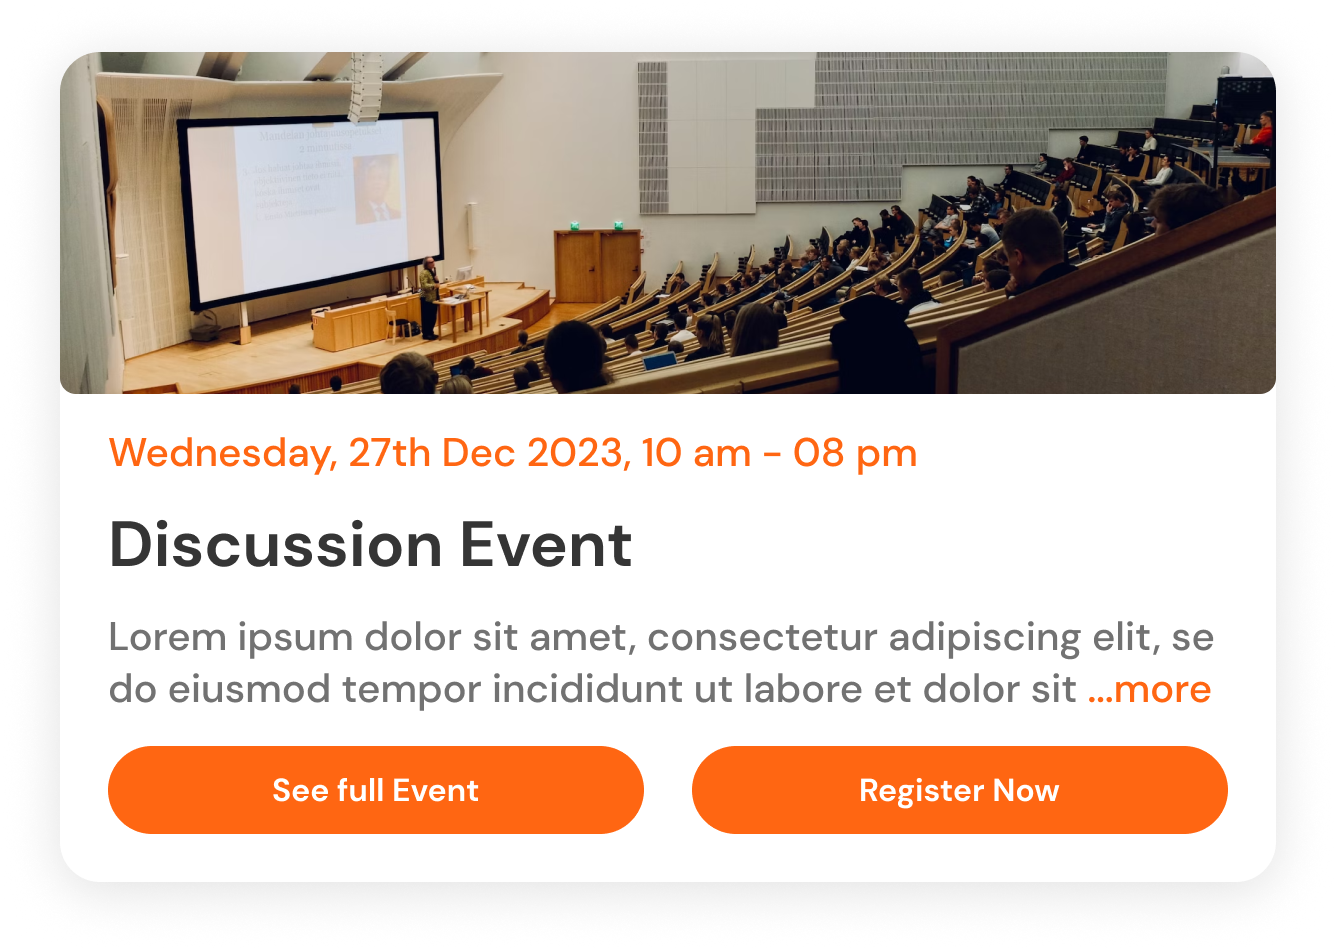 Wednesday, 27th Dec 2023, 10 am - 08 pm
Discussion Event
Lorem ipsum dolor sit amet, consectetur adipiscing elit, se
do eiusmod tempor incididunt ut labore et dolor sit ...more
See full Event
Register Now